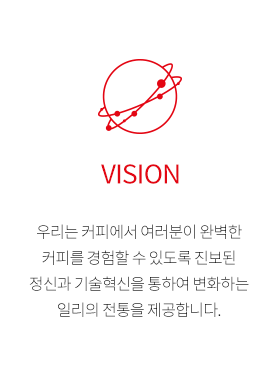 VISION
우리는 커피에서 여러분이 완벽한
커피를 경험할 수 있도록 진보된
정신과 기술혁신을 통하여 변화하는
일리의 전통을 제공합니다.